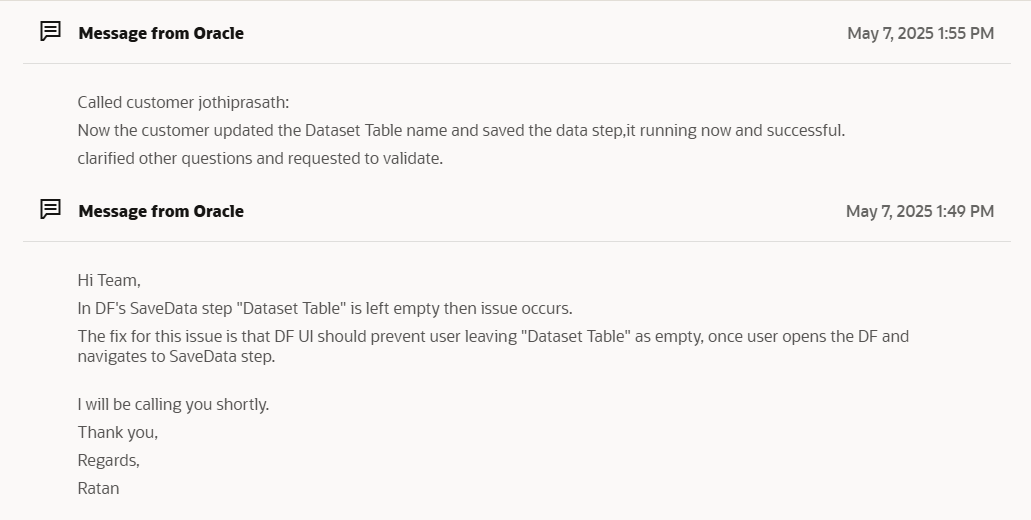 Message from Oracle
May 7, 2025 1:55 PM
Called customer jothiprasath:
Now the customer updated the Dataset Table name and saved the data step,it running now and successful.
clarified other questions and requested to validate.
Message from Oracle
May 7, 2025 1:49 PM
Hi Team,
In DF's SaveData step "Dataset Table" is left empty then issue occurs.
The fix for this issue is that DF UI should prevent user leaving "Dataset Table" as empty, once user opens the DF and
navigates to SaveData step.
I will be calling you shortly.
Thank you,
Regards,
Ratan